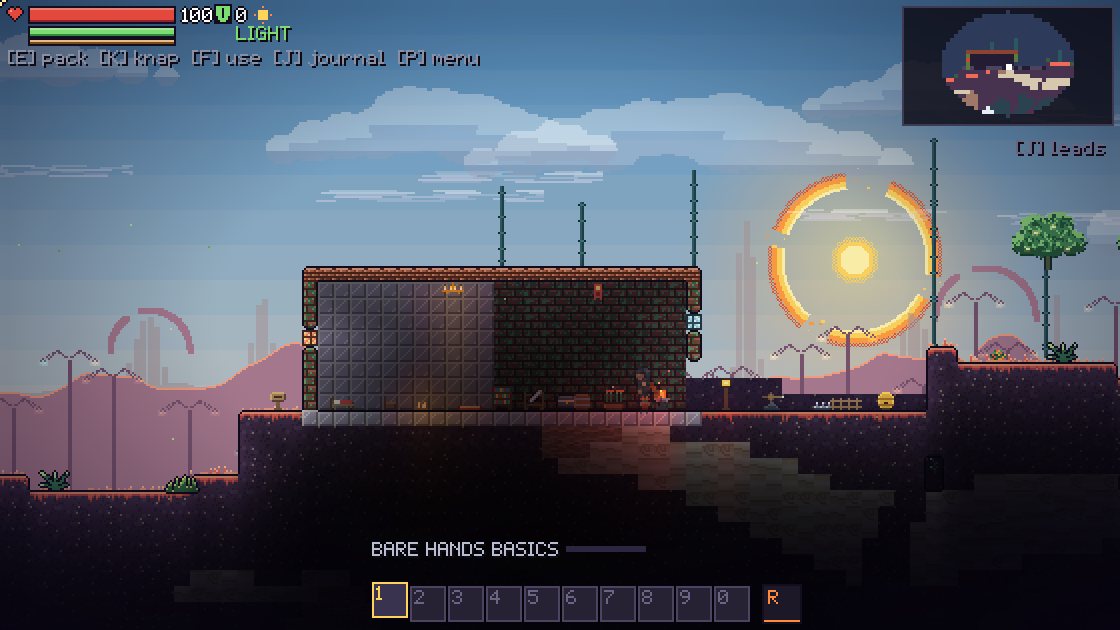 100 0
LIGHT
[E] pack [K] knap [F] use [J] journal [P] menu
[J] leads
BARE HANDS BASICS
1 2 3 4 5 6 7 8 9 0 R